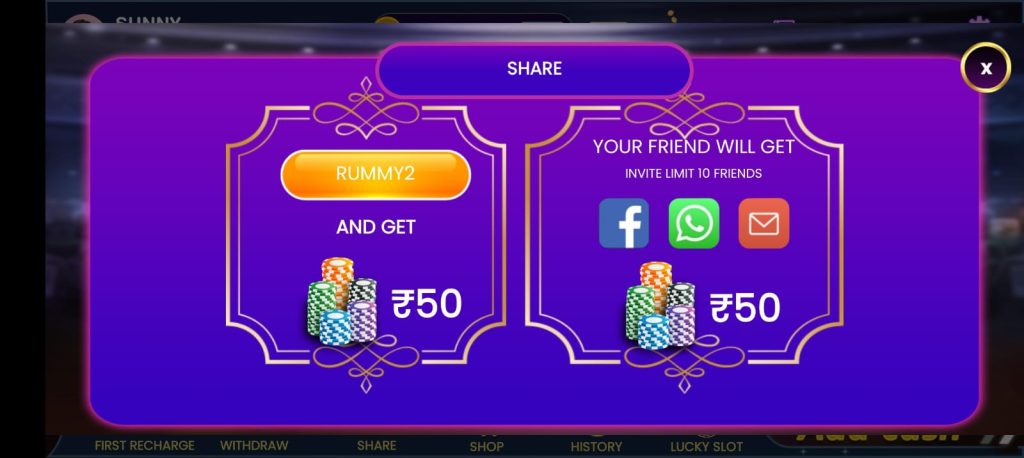 SUNNY
SHARE
X
RUMMY2
AND GET
₹50
YOUR FRIEND WILL GET
INVITE LIMIT 10 FRIENDS
₹50
FIRST RECHARGE
WITHDRAW
SHARE
SHOP
HISTORY
LUCKY SLOT
Add Cash